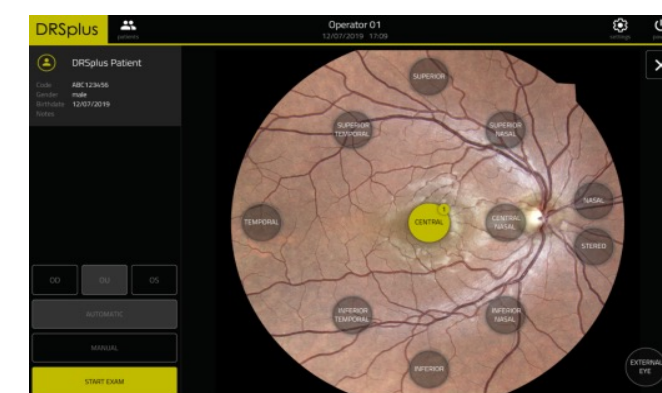 DRSplus
patients
Operator 01
12/07/2019 17:09
settings
DRSplus Patient
Code ABC123456
Gender male
Birthdate 12/07/2019
Notes
OD
OU
OS
AUTOMATIC
MANUAL
START EXAM
SUPERIOR
SUPERIOR
TEMPORAL
SUPERIOR
NASAL
TEMPORAL
CENTRAL
1
CENTRAL
NASAL
NASAL
STEREO
INFERIOR
TEMPORAL
INFERIOR
NASAL
INFERIOR
EXTERNAL
EYE